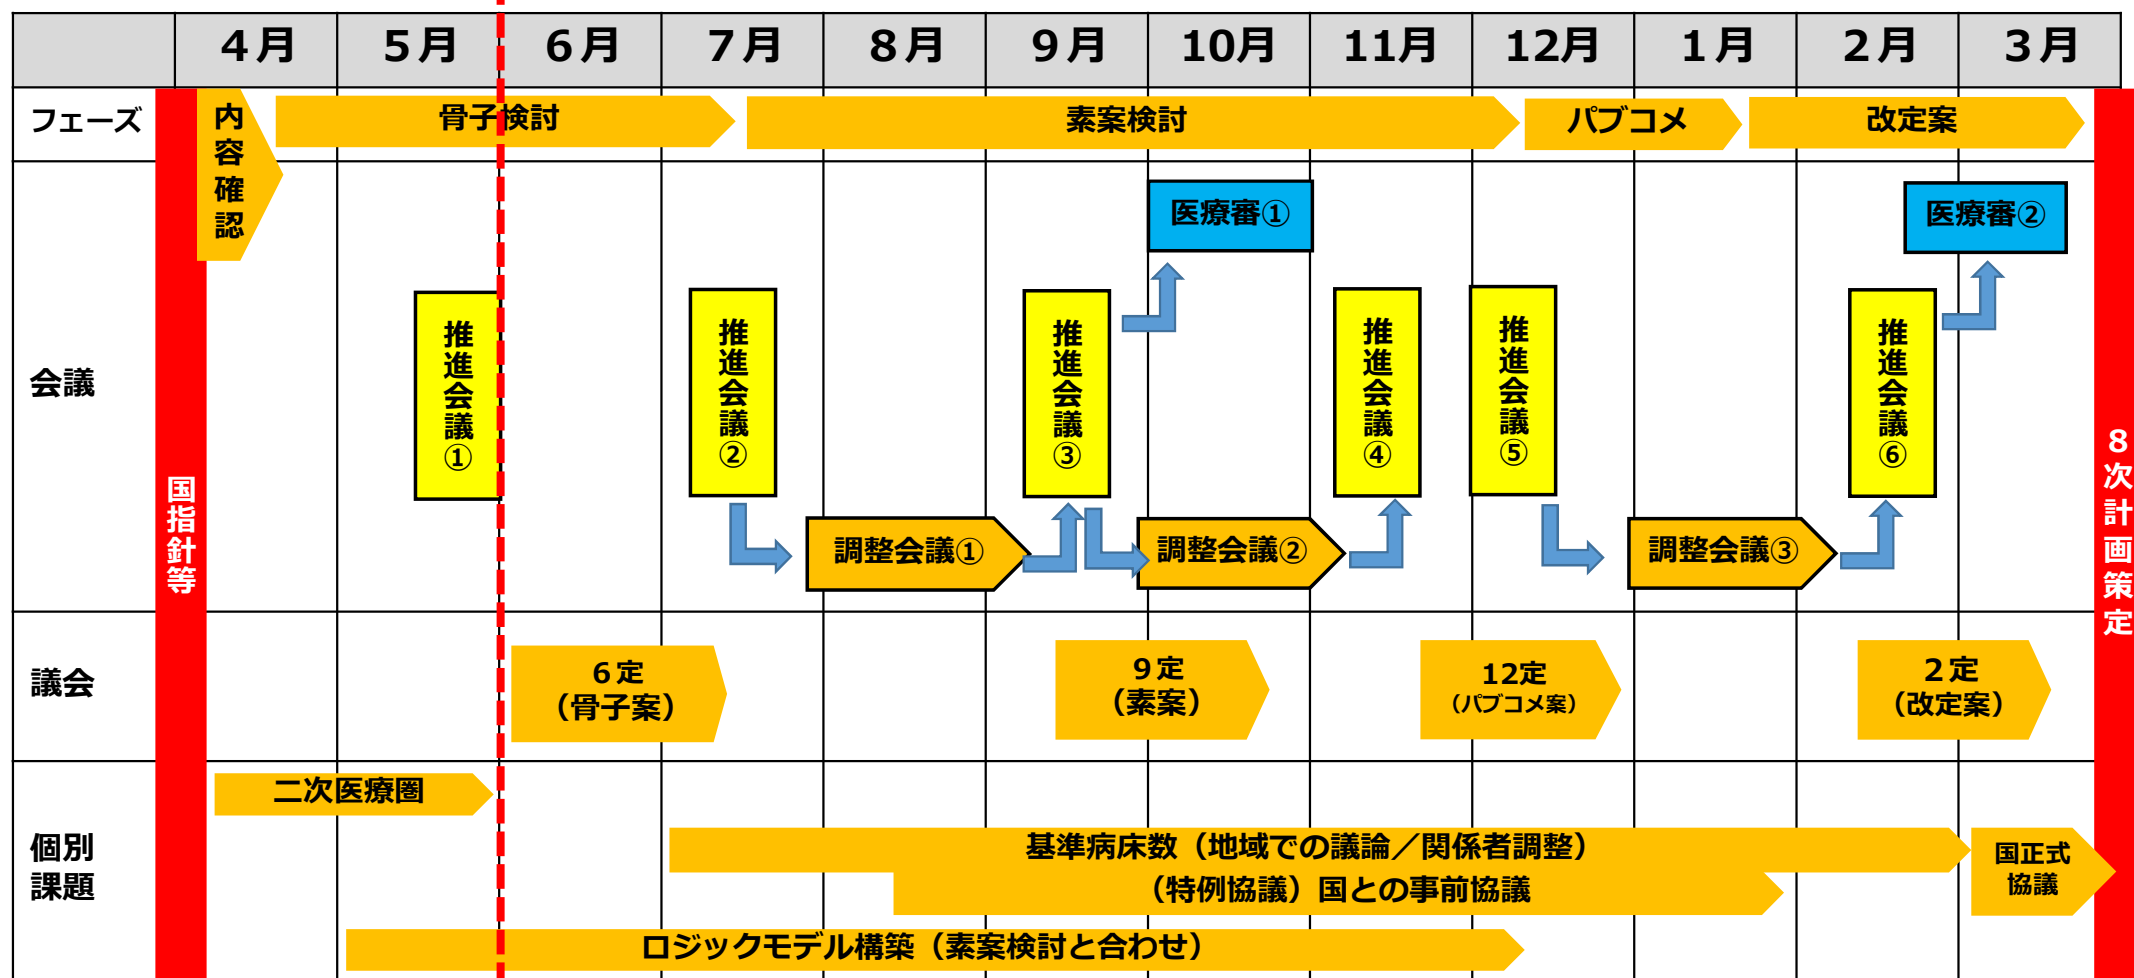 4月 5月 6月 7月 8月 9月 10月 11月 12月 1月 2月 3月
フェーズ
内容確認
骨子検討
素案検討
パブコメ
改定案
会議
医療審①
医療審②
推進会議①
推進会議②
推進会議③
推進会議④
推進会議⑤
推進会議⑥
調整会議①
調整会議②
調整会議③
国指針等
8次計画策定
議会
6定
（骨子案）
9定
（素案）
12定
（パブコメ案）
2定
（改定案）
個別
課題
二次医療圏
基準病床数（地域での議論／関係者調整）
（特例協議）国との事前協議
国正式
協議
ロジックモデル構築（素案検討と合わせ）